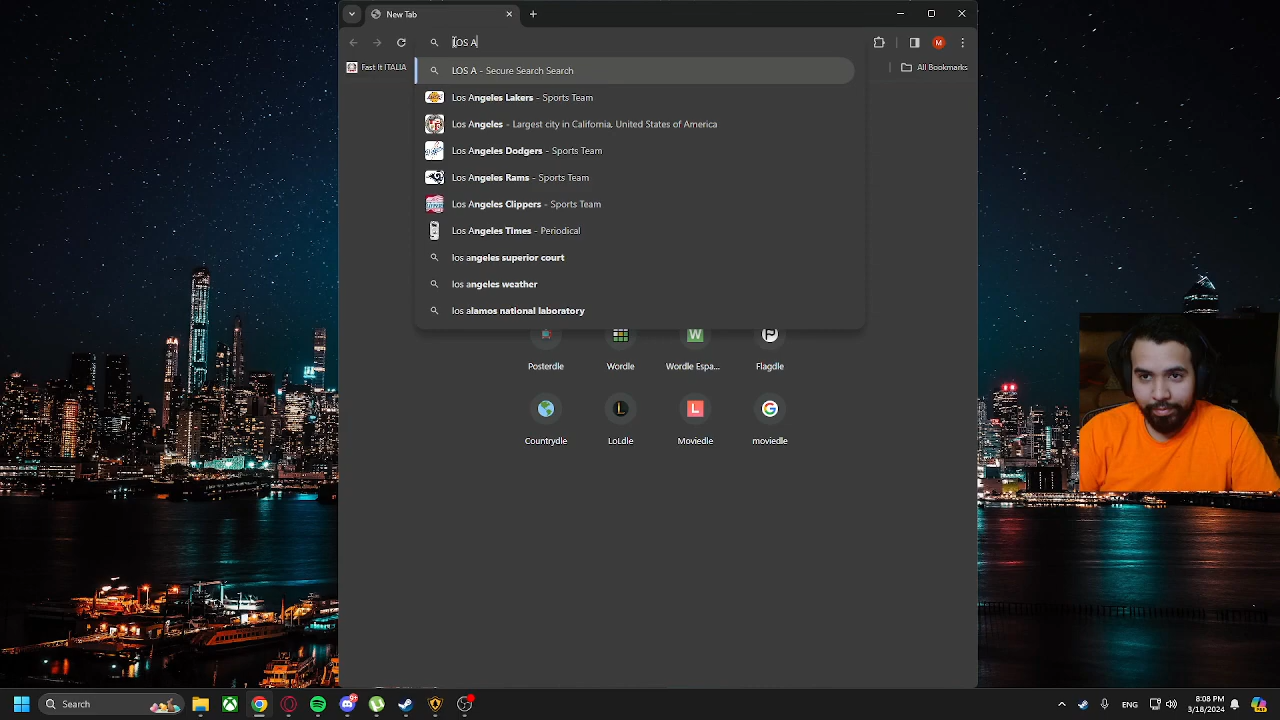 New Tab
LOS A
Fast It ITALIA
All Bookmarks
M
LOS A - Secure Search Search
Los Angeles Lakers - Sports Team
Los Angeles - Largest city in California, United States of America
Los Angeles Dodgers - Sports Team
Los Angeles Rams - Sports Team
Los Angeles Clippers - Sports Team
Los Angeles Times - Periodical
los angeles superior court
los angeles weather
los alamos national laboratory
Posterdle
Wordle
Wordle Espa...
Flagdle
Countrydle
LoLdle
Moviedle
moviedle
Search
8:08 PM
3/18/2024